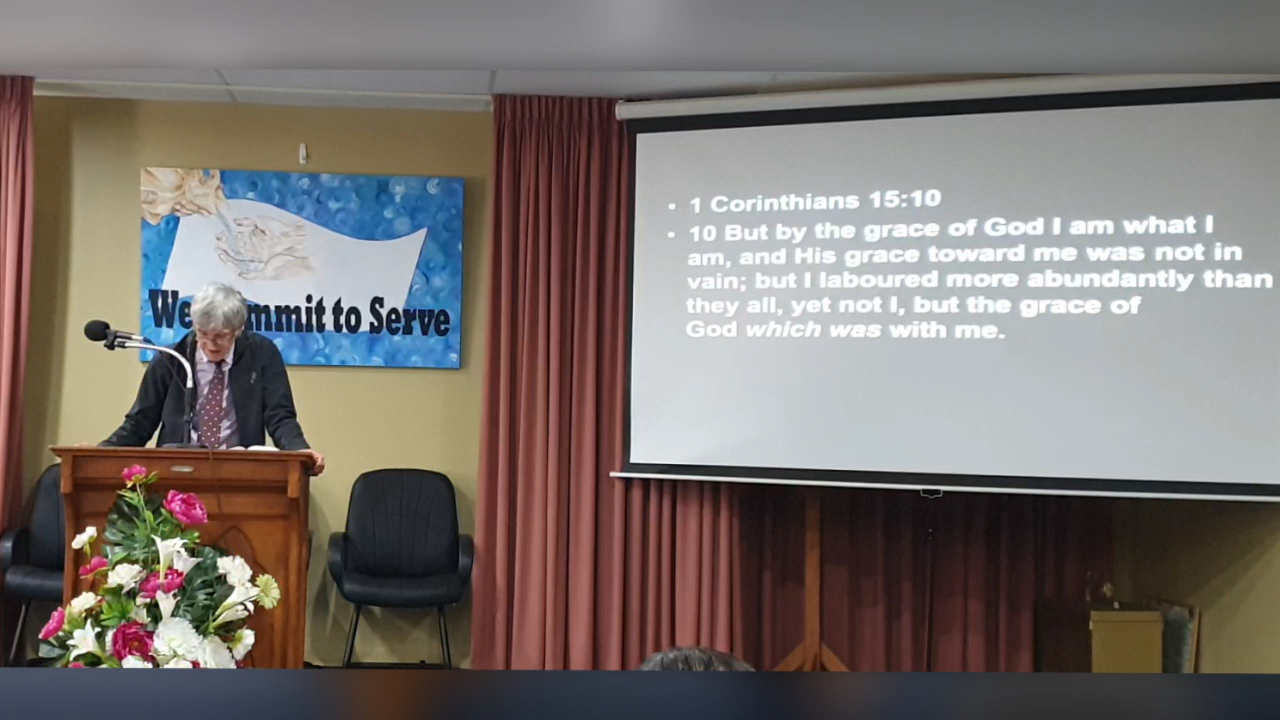 We mmit to Serve
• 1 Corinthians 15:10
• 10 But by the grace of God I am what I
am, and His grace toward me was not in
vain; but I laboured more abundantly than
they all, yet not I, but the grace of
God which was with me.